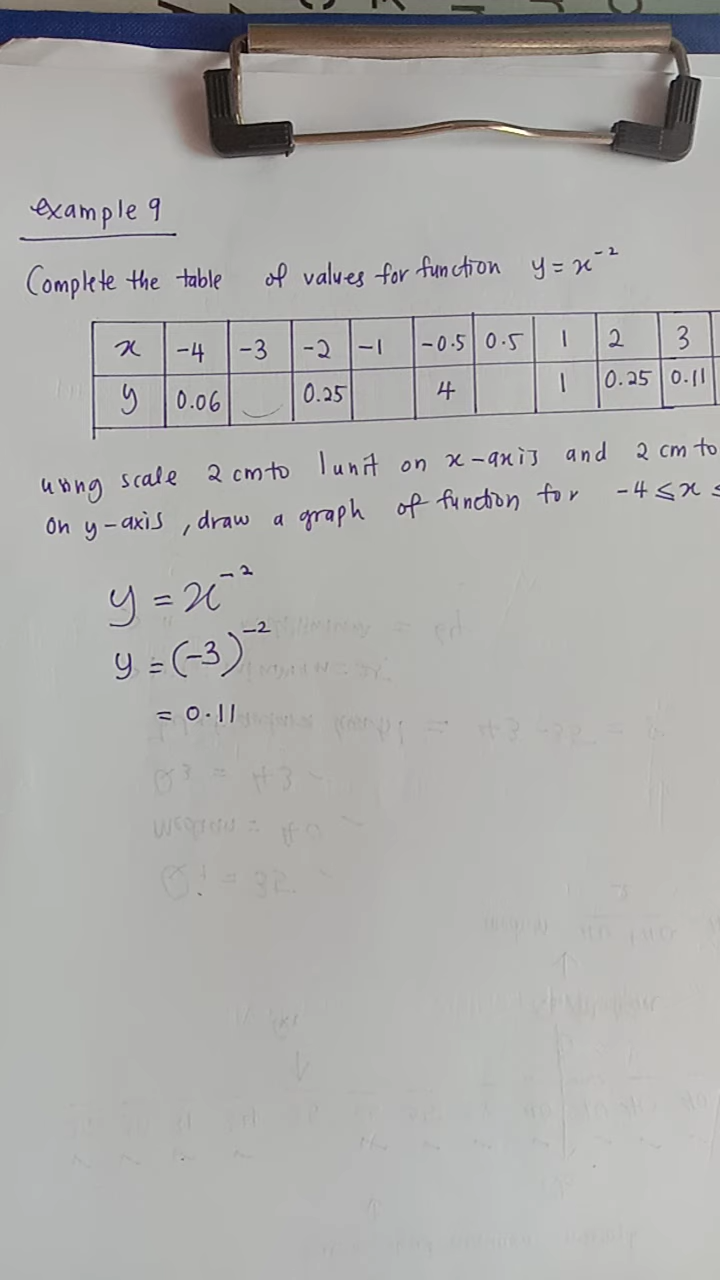 example 9
Complete the table of values for function y = x⁻²
x -4 -3 -2 -1 -0.5 0.5 1 2 3
y 0.06 0.25 4 1 0.25 0.11
using scale 2 cm to 1 unit on x-axis and 2 cm to
on y-axis, draw a graph of function for -4 ≤ x ≤
y = x⁻²
y = (-3)⁻²
= 0.11